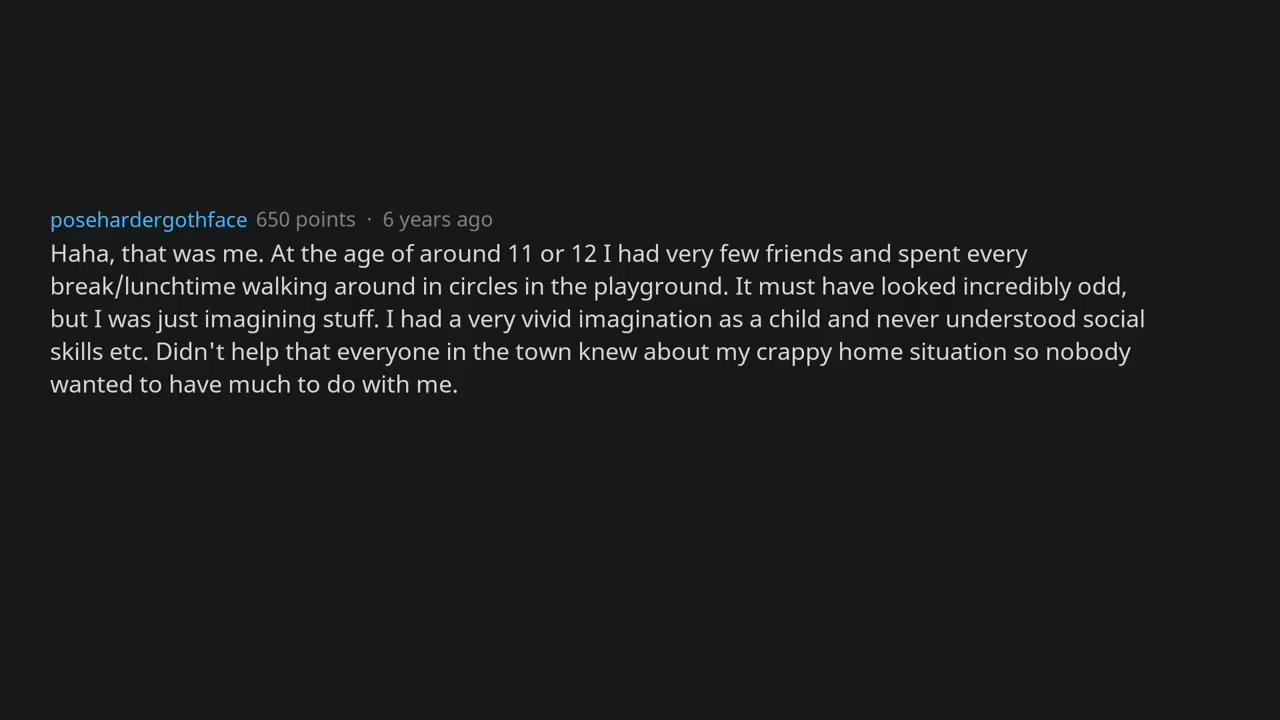 posehardergothface 650 points · 6 years ago
Haha, that was me. At the age of around 11 or 12 I had very few friends and spent every
break/lunchtime walking around in circles in the playground. It must have looked incredibly odd,
but I was just imagining stuff. I had a very vivid imagination as a child and never understood social
skills etc. Didn't help that everyone in the town knew about my crappy home situation so nobody
wanted to have much to do with me.